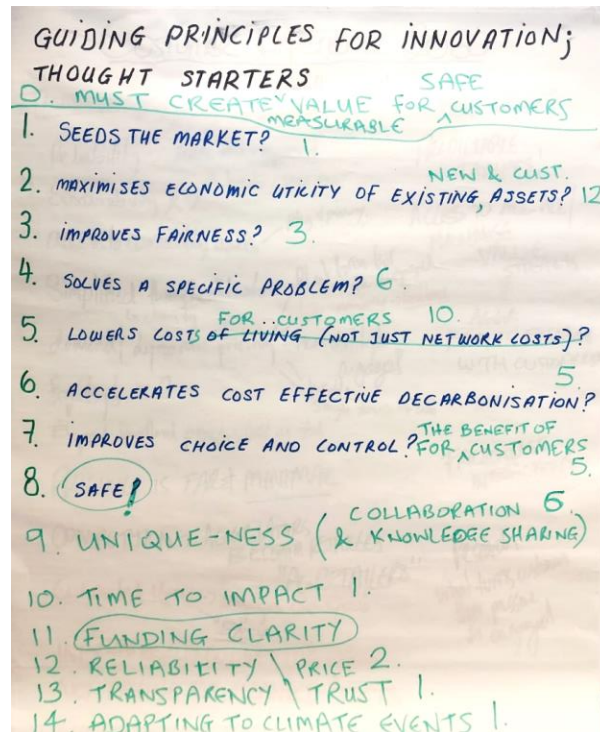 GUIDING PRINCIPLES FOR INNOVATION;
THOUGHT STARTERS
SAFE
0. MUST CREATE ˅ VALUE FOR ˄ CUSTOMERS
MEASURABLE
1. SEEDS THE MARKET? 1.
NEW & CUST.
2. MAXIMISES ECONOMIC UTILITY OF EXISTING, ASSETS? 12
3. IMPROVES FAIRNESS? 3.
4. SOLVES A SPECIFIC PROBLEM? 6.
FOR..CUSTOMERS 10.
5. LOWERS COSTS OF LIVING (NOT JUST NETWORK COSTS)?
5.
6. ACCELERATES COST EFFECTIVE DECARBONISATION?
THE BENEFIT OF
7. IMPROVES CHOICE AND CONTROL? FOR ˄ CUSTOMERS
5.
8. SAFE!
COLLABORATION 6
9. UNIQUE-NESS (& KNOWLEDGE SHARING)
10. TIME TO IMPACT 1.
11. FUNDING CLARITY
12. RELIABILITY \ PRICE 2.
13. TRANSPARENCY \ TRUST 1.
14. ADAPTING TO CLIMATE EVENTS 1.